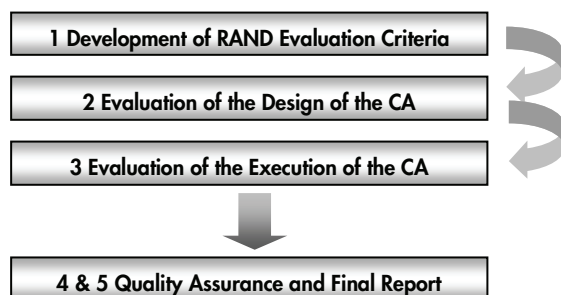 1 Development of RAND Evaluation Criteria
2 Evaluation of the Design of the CA
3 Evaluation of the Execution of the CA
4 & 5 Quality Assurance and Final Report